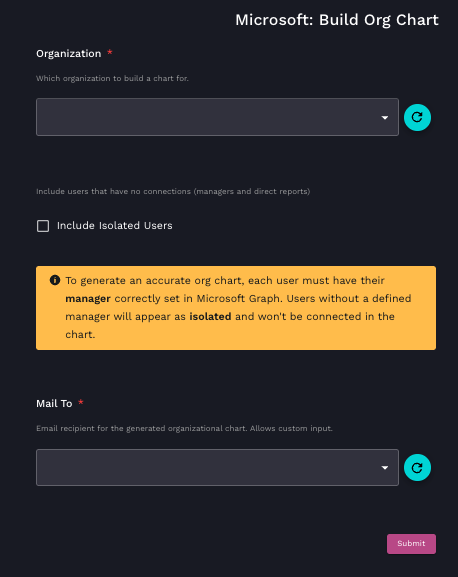 Microsoft: Build Org Chart
Organization *
Which organization to build a chart for.
Include users that have no connections (managers and direct reports)
Include Isolated Users
To generate an accurate org chart, each user must have their
manager correctly set in Microsoft Graph. Users without a defined
manager will appear as isolated and won't be connected in the
chart.
Mail To *
Email recipient for the generated organizational chart. Allows custom input.
Submit